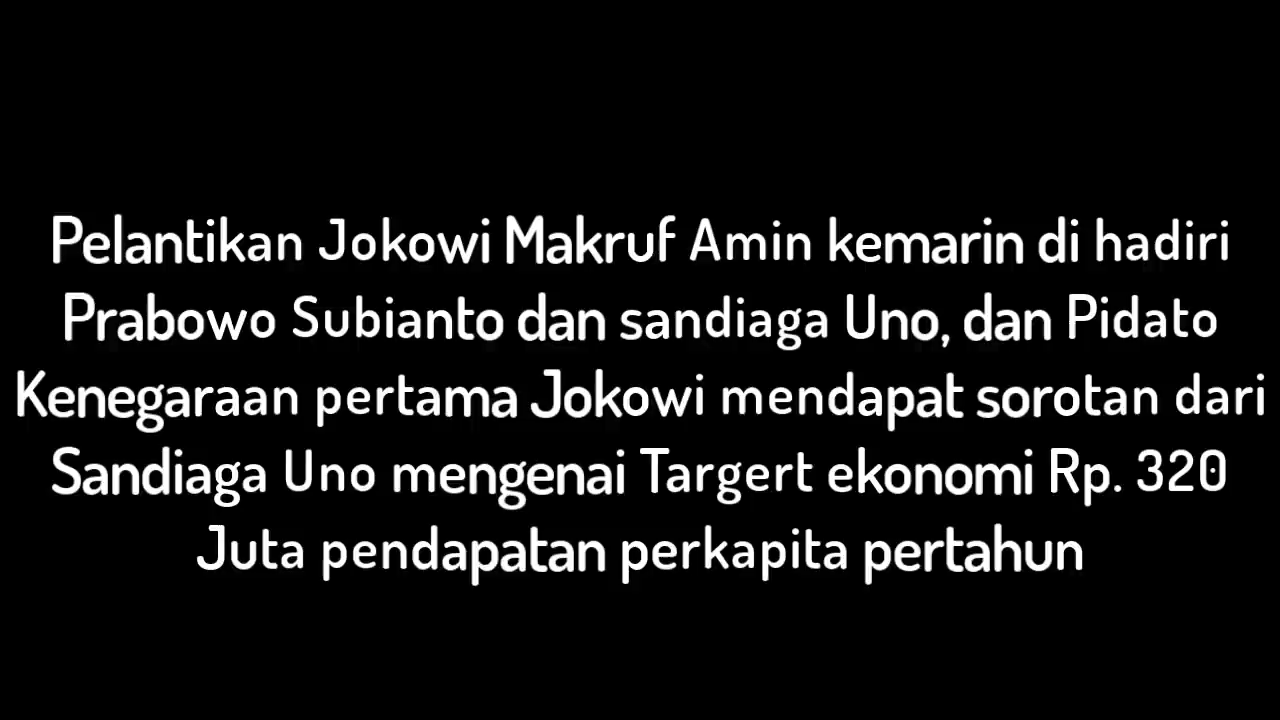 Pelantikan Jokowi Makruf Amin kemarin di hadiri
Prabowo Subianto dan sandiaga Uno, dan Pidato
Kenegaraan pertama Jokowi mendapat sorotan dari
Sandiaga Uno mengenai Targert ekonomi Rp. 320
Juta pendapatan perkapita pertahun